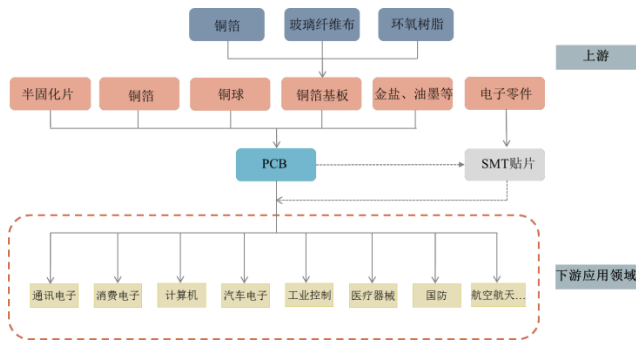 铜箔
玻璃纤维布
环氧树脂
上游
半固化片
铜箔
铜球
铜箔基板
金盐、油墨等
电子零件
PCB
SMT贴片
通讯电子
消费电子
计算机
汽车电子
工业控制
医疗器械
国防
航空航天...
下游应用领域